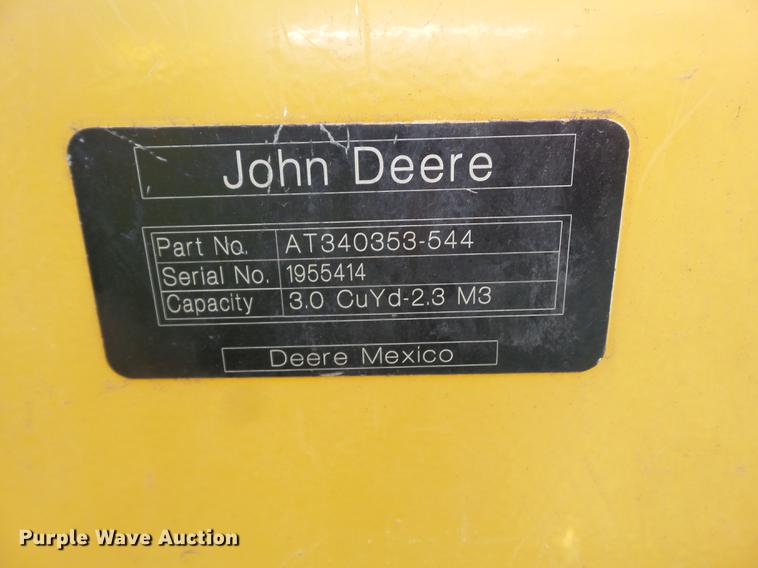 John Deere
Part No. AT340353-544
Serial No. 1955414
Capacity 3.0 CuYd-2.3 M3
Deere Mexico
Purple Wave Auction